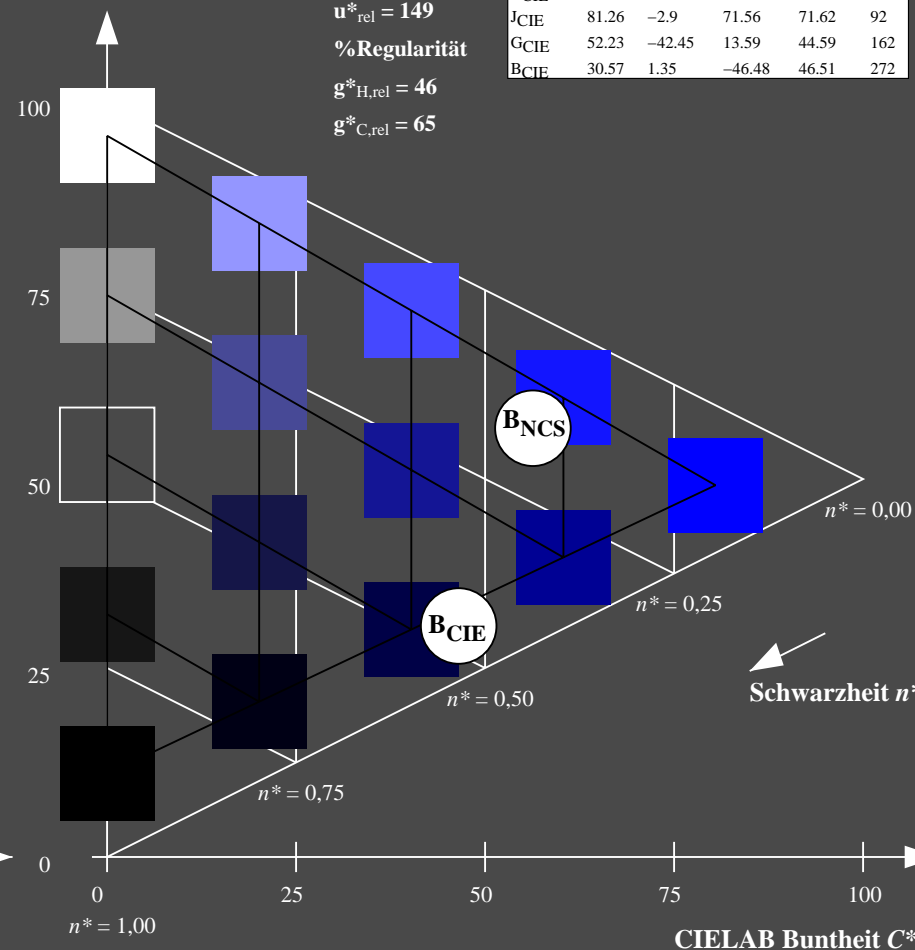 u*rel = 149
%Regularität
g*H,rel = 46
g*C,rel = 65
JCIE 81.26 −2.9 71.56 71.62 92
GCIE 52.23 −42.45 13.59 44.59 162
BCIE 30.57 1.35 −46.48 46.51 272
100
75
50
25
0
BNCS
BCIE
n* = 0,00
n* = 0,25
Schwarzheit n*
n* = 0,50
n* = 0,75
0 25 50 75 100
n* = 1,00
CIELAB Buntheit C*